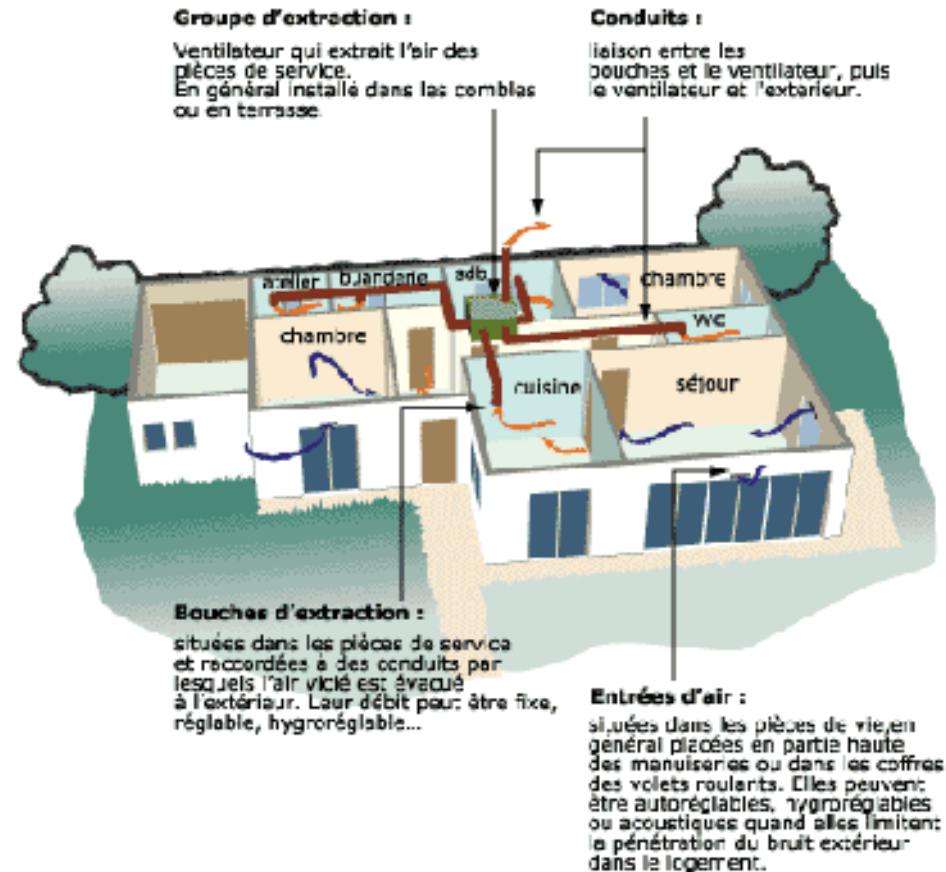 Groupe d'extraction :
Ventilateur qui extrait l'air des
pièces de service.
En général installé dans les combles
ou en terrasse.
Conduits :
liaison entre les
bouches et le ventilateur, puis
le ventilateur et l'exterieur.
atelier
buanderie
sdb
chambre
chambre
wc
cuisine
séjour
Bouches d'extraction :
situées dans les pièces de service
et raccordées à des conduits par
lesquels l'air vicié est évacué
à l'extérieur. Leur débit peut être fixe,
réglable, hygroréglable...
Entrées d'air :
situées dans les pièces de vie,en
général placées en partie haute
des menuiseries ou dans les coffres
des volets roulants. Elles peuvent
être autoréglables, hygroréglables
ou acoustiques quand elles limitent
la pénétration du bruit extérieur
dans le logement.